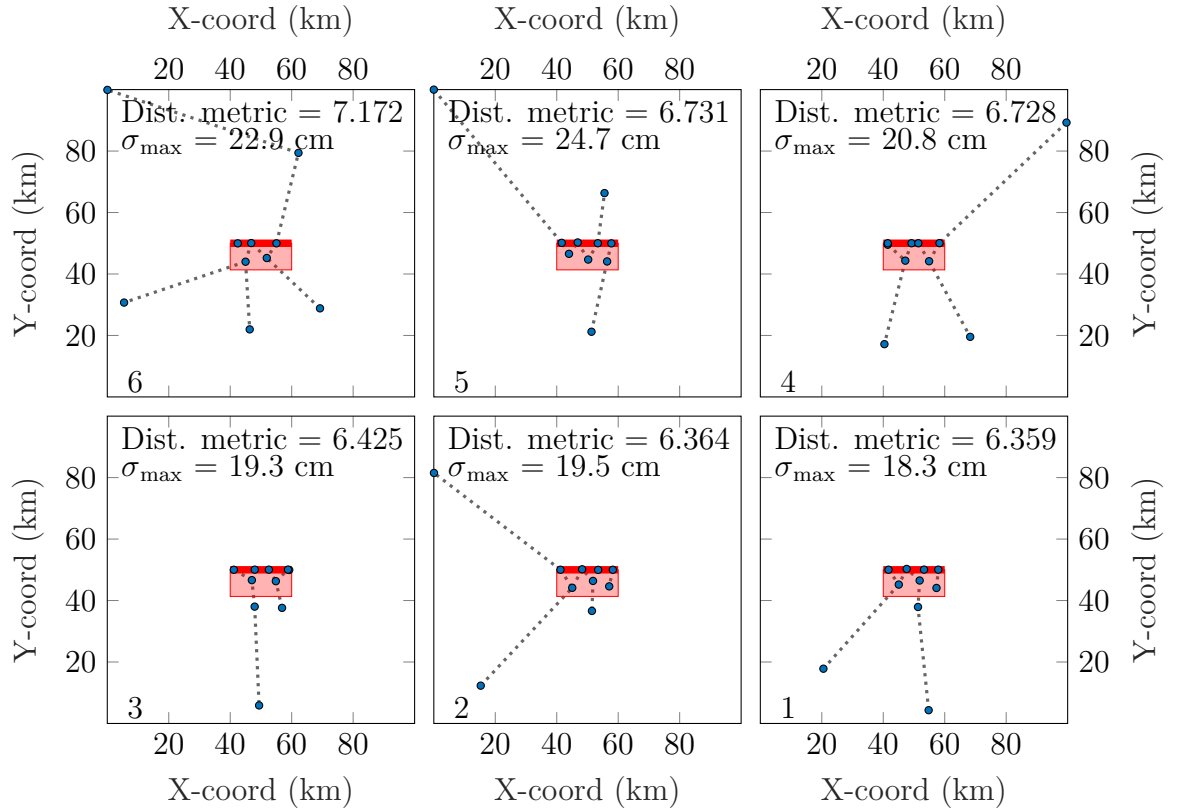 X-coord (km) X-coord (km) X-coord (km)
20 40 60 80 20 40 60 80 20 40 60 80
Dist. metric = 7.172
σmax = 22.9 cm
Dist. metric = 6.731
σmax = 24.7 cm
Dist. metric = 6.728
σmax = 20.8 cm
Y-coord (km)
80
60
40
20
6
5
4
80
60
40
20
Y-coord (km)
Dist. metric = 6.425
σmax = 19.3 cm
Dist. metric = 6.364
σmax = 19.5 cm
Dist. metric = 6.359
σmax = 18.3 cm
Y-coord (km)
80
60
40
20
3
2
1
80
60
40
20
Y-coord (km)
20 40 60 80 20 40 60 80 20 40 60 80
X-coord (km) X-coord (km) X-coord (km)